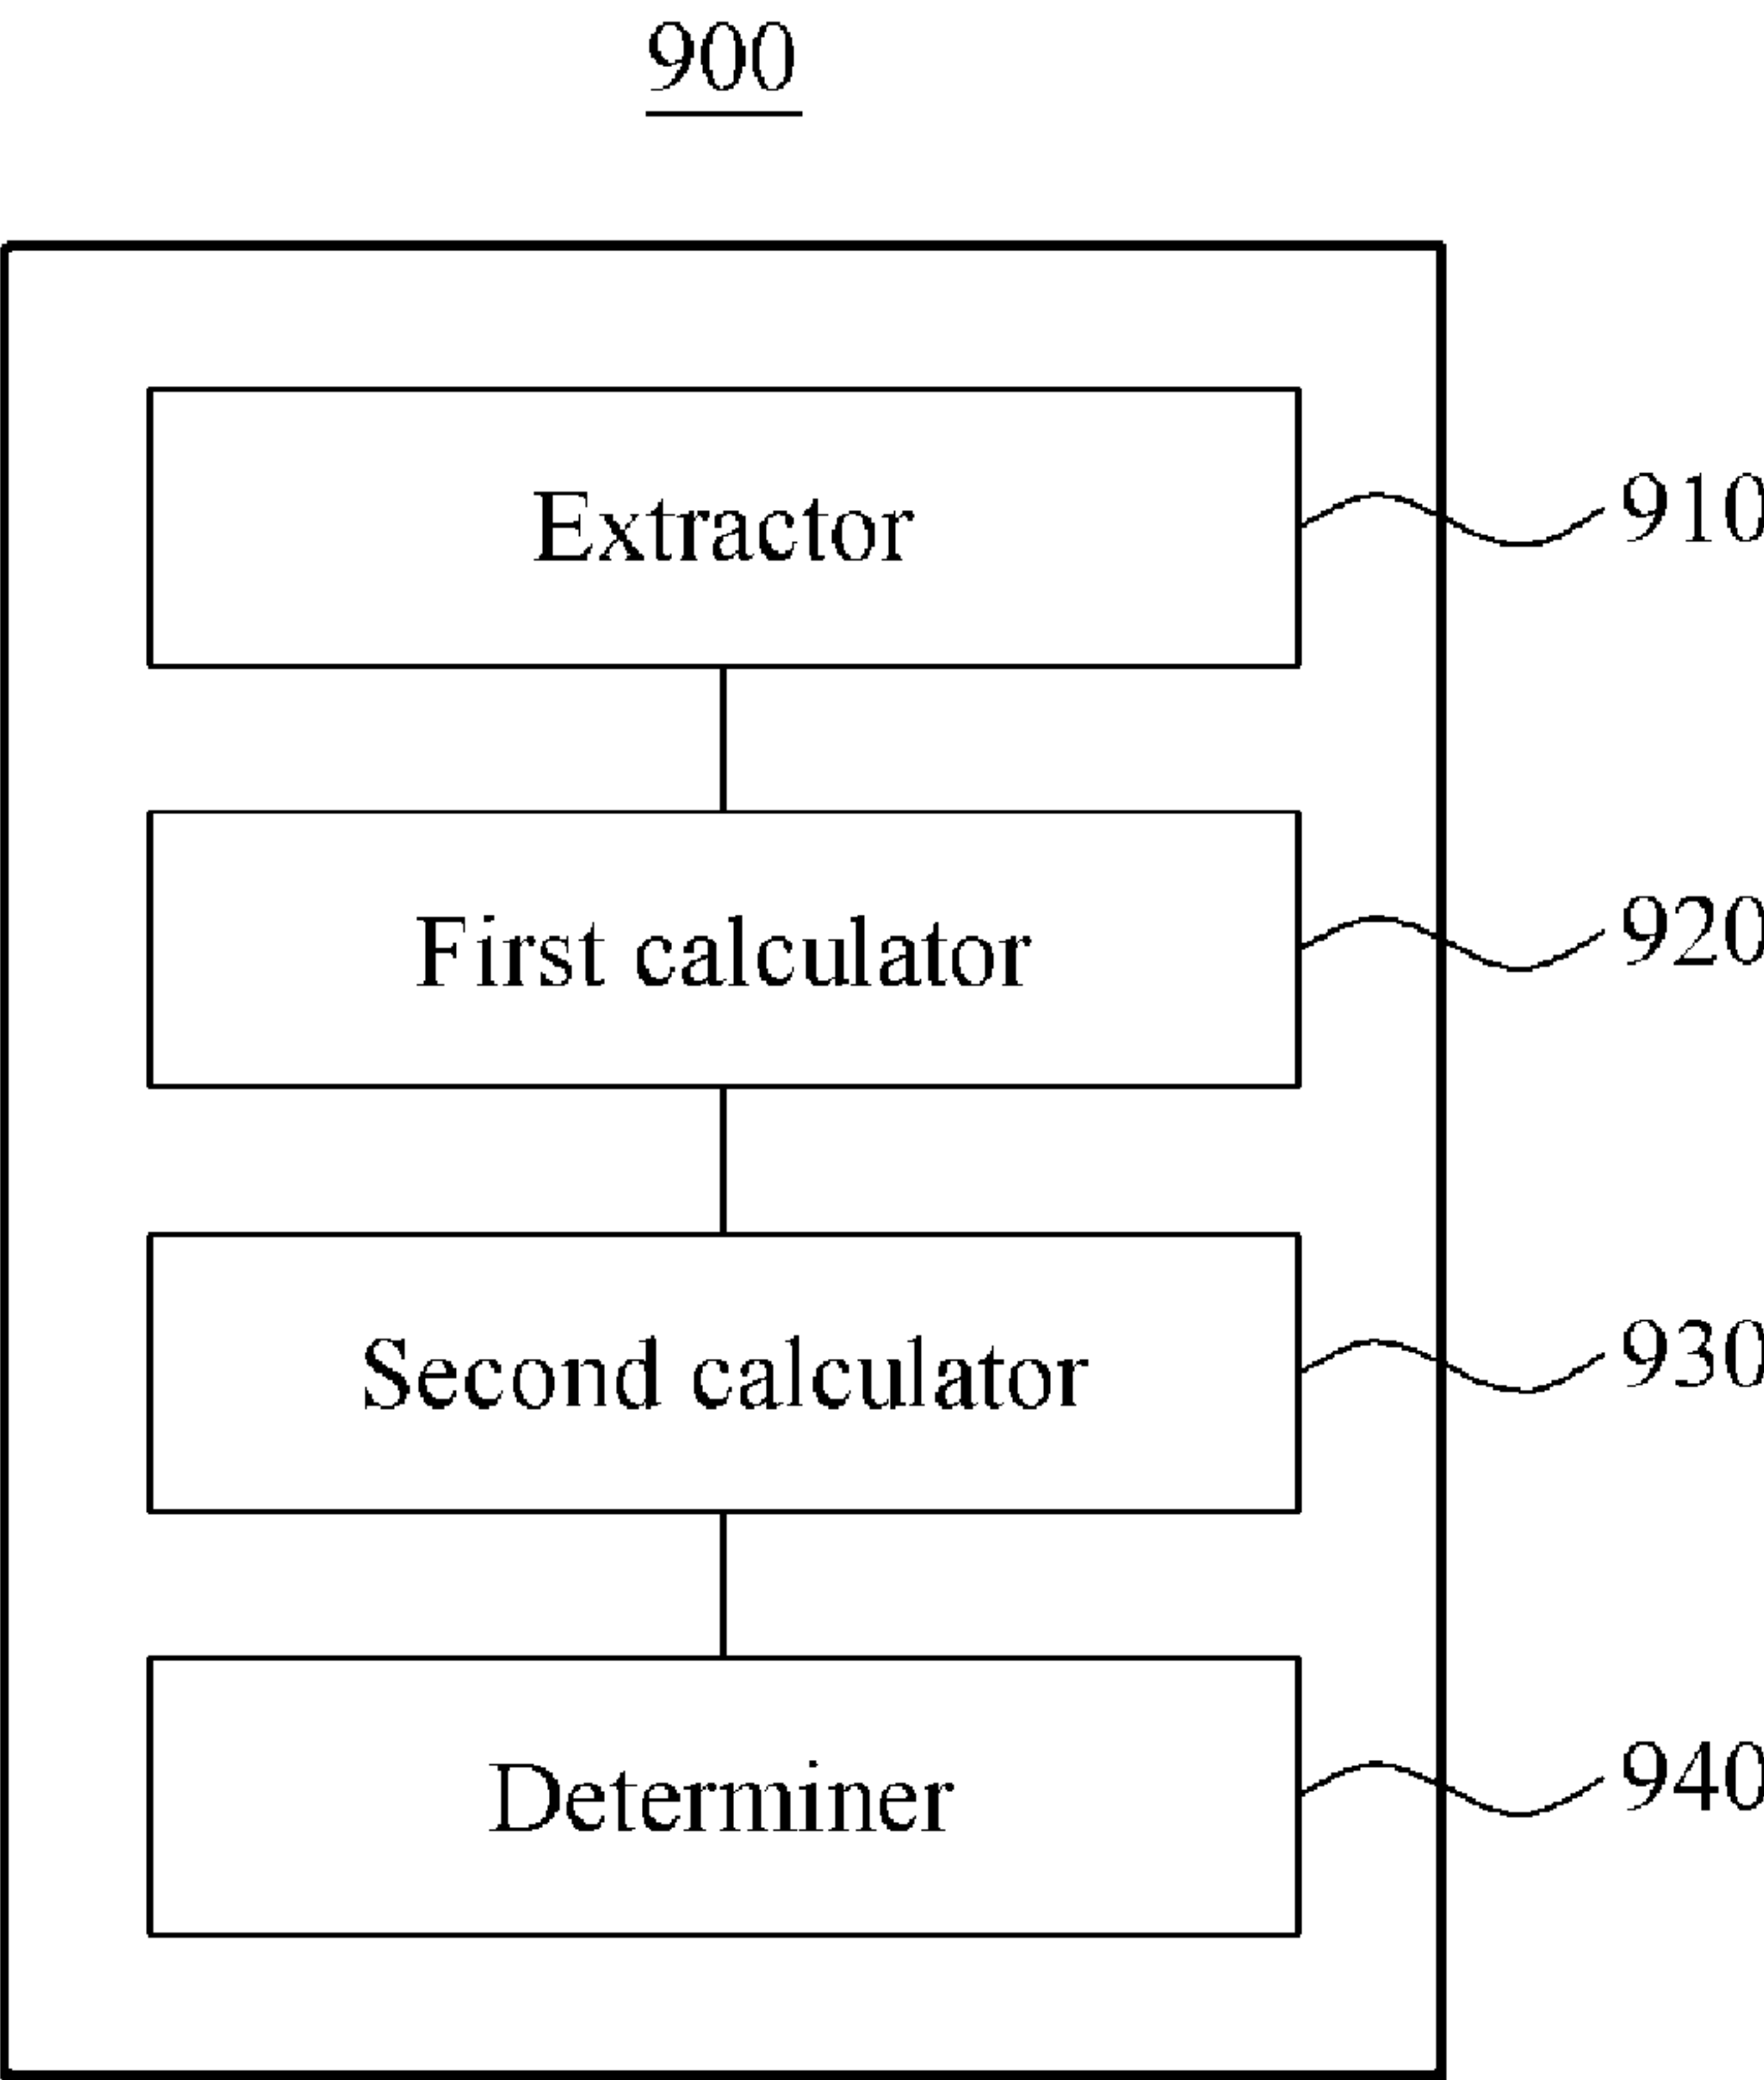 900
Extractor
910
First calculator
920
Second calculator
930
Determiner
940